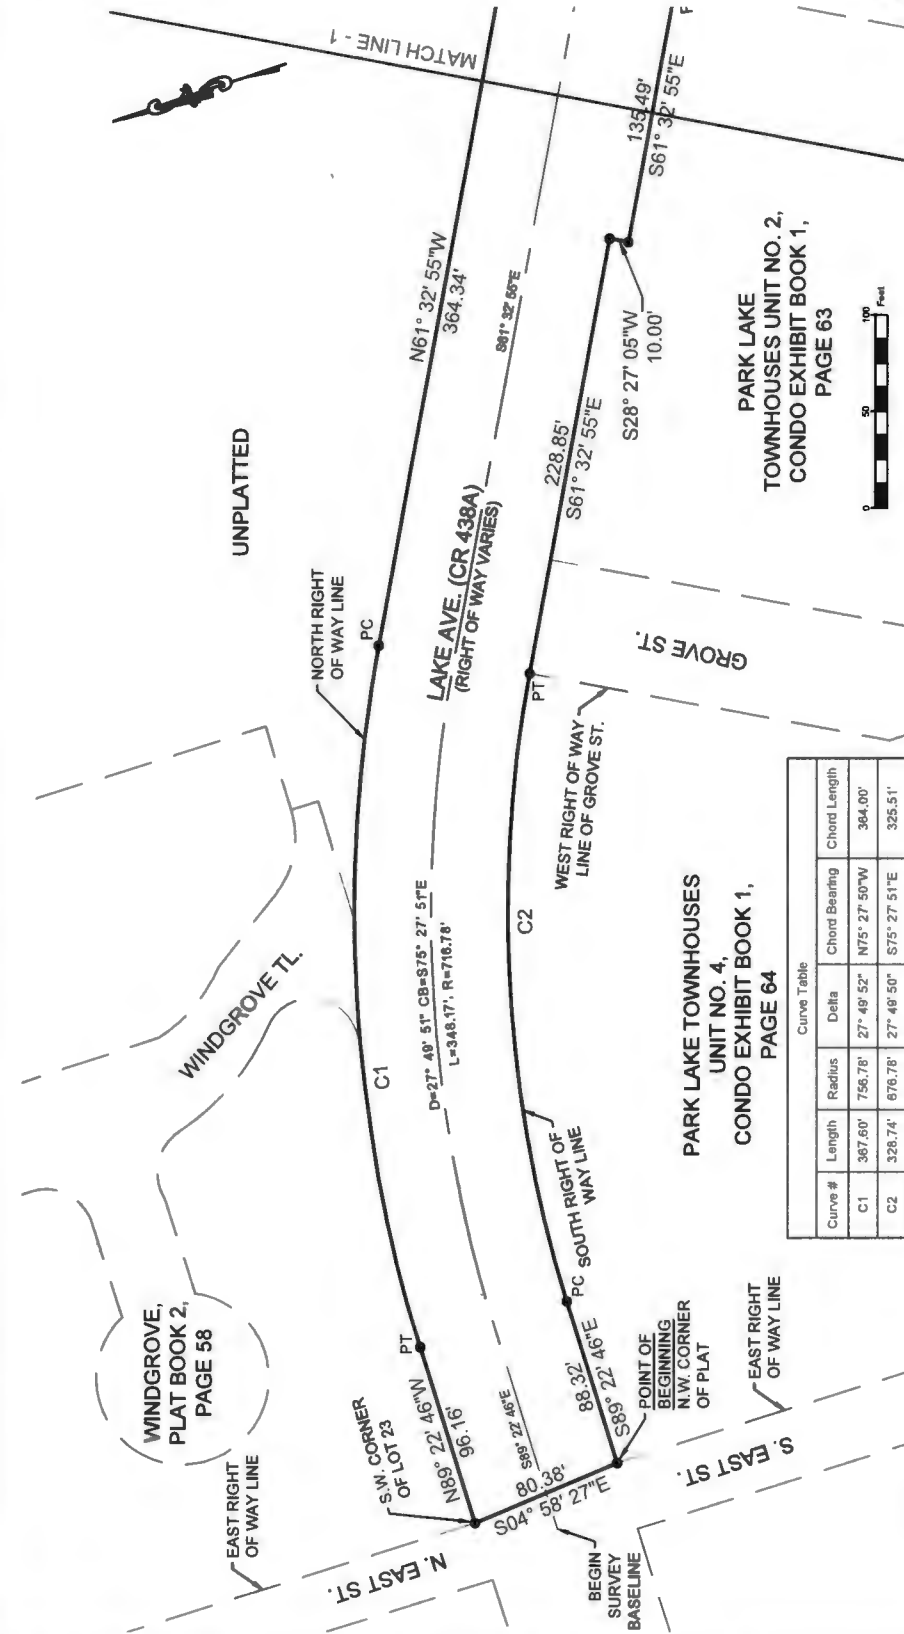 MATCH LINE - 1
N61° 32' 55"W
364.34'
135.49'
S61° 32' 55"E
S61° 32' 55"E
UNPLATTED
228.85'
S61° 32' 55"E
S28° 27' 05"W
10.00'
PARK LAKE
TOWNHOUSES UNIT NO. 2,
CONDO EXHIBIT BOOK 1,
PAGE 63
0
50
100
Feet
NORTH RIGHT
OF WAY LINE
PC
LAKE AVE. (CR 438A)
(RIGHT OF WAY VARIES)
PT
GROVE ST.
WEST RIGHT OF WAY
LINE OF GROVE ST.
WINDGROVE TL.
C1
D=27° 49' 51" CB=S75° 27' 51"E
L=348.17', R=716.78'
C2
SOUTH RIGHT OF
WAY LINE
PARK LAKE TOWNHOUSES
UNIT NO. 4,
CONDO EXHIBIT BOOK 1,
PAGE 64
Curve Table
Curve # Length Radius Delta Chord Bearing Chord Length
C1 367.60' 756.78' 27° 49' 52" N75° 27' 50"W 364.00'
C2 328.74' 676.78' 27° 49' 50" S75° 27' 51"E 325.51'
WINDGROVE,
PLAT BOOK 2,
PAGE 58
EAST RIGHT
OF WAY LINE
S.W. CORNER
OF LOT 23
PT
N89° 22' 46"W
96.16'
S89° 22' 46"E
80.38'
S04° 58' 27"E
PC
88.32'
S89° 22' 46"E
POINT OF
BEGINNING
N.W. CORNER
OF PLAT
EAST RIGHT
OF WAY LINE
N. EAST ST.
S. EAST ST.
BEGIN
SURVEY
BASELINE